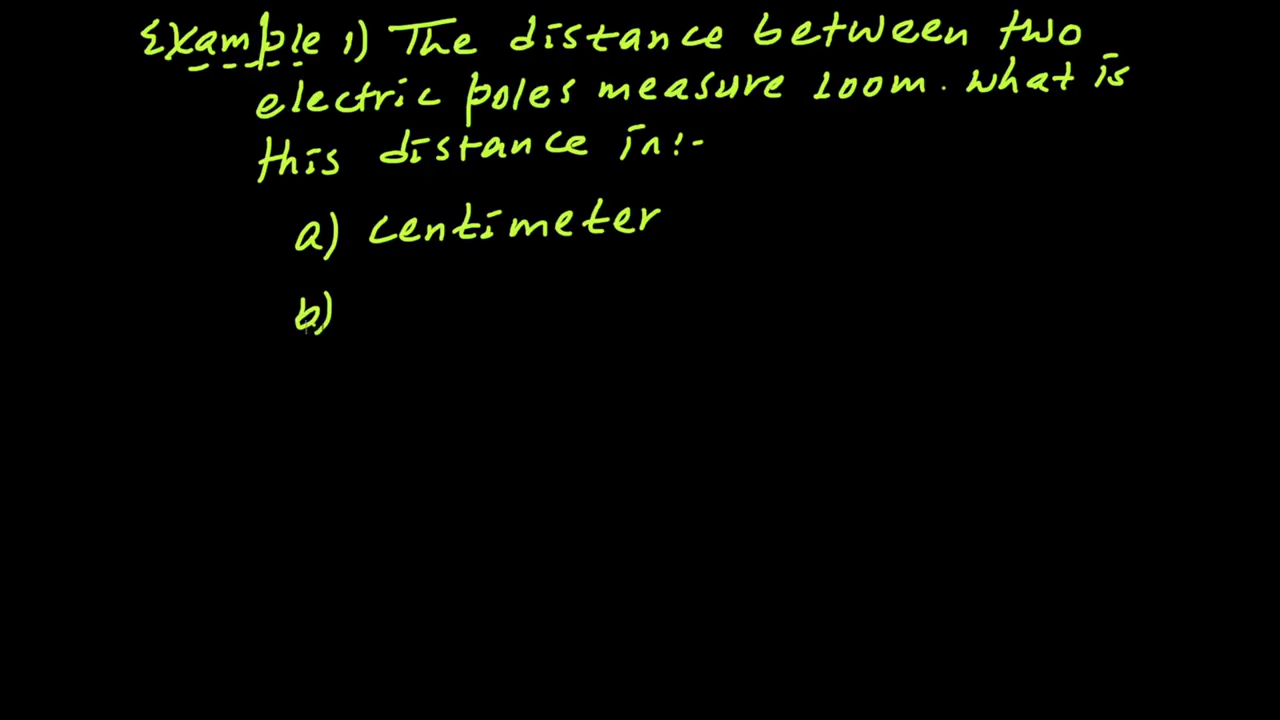 Example 1) The distance between two
electric poles measure 100m. what is
this distance in:-
a) centimeter
b)